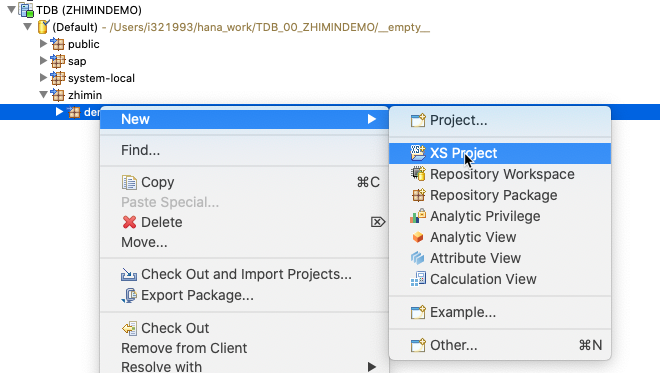 TDB (ZHIMINDEMO)
(Default) - /Users/i321993/hana_work/TDB_00_ZHIMINDEMO/__empty__
public
sap
system-local
zhimin
New
Find...
Copy ⌘C
Paste Special...
Delete ⌦
Move...
Check Out and Import Projects...
Export Package...
Check Out
Remove from Client
Resolve with
Project...
XS Project
Repository Workspace
Repository Package
Analytic Privilege
Analytic View
Attribute View
Calculation View
Example...
Other... ⌘N